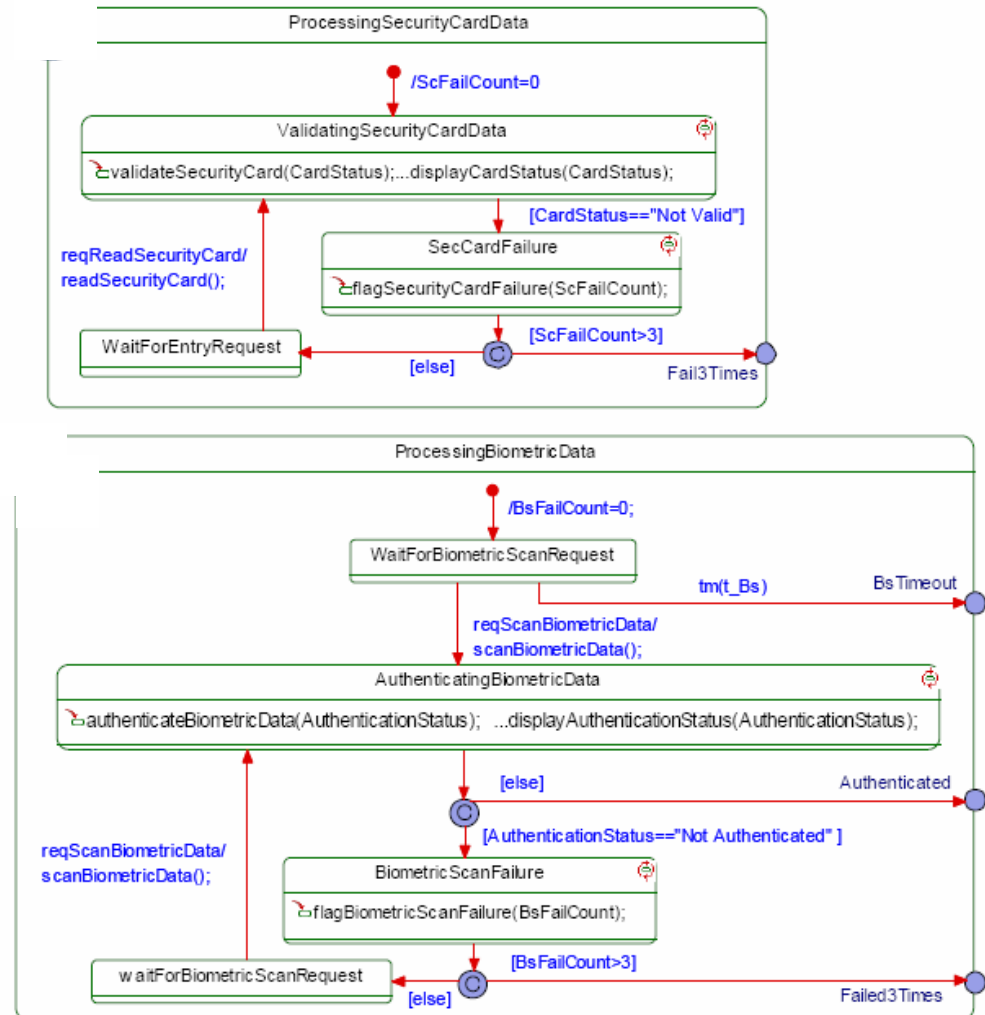 ProcessingSecurityCardData
/ScFailCount=0
ValidatingSecurityCardData
validateSecurityCard(CardStatus);...displayCardStatus(CardStatus);
[CardStatus=="Not Valid"]
reqReadSecurityCard/
readSecurityCard();
SecCardFailure
flagSecurityCardFailure(ScFailCount);
[ScFailCount>3]
WaitForEntryRequest
C
[else]
Fail3Times
ProcessingBiometricData
/BsFailCount=0;
WaitForBiometricScanRequest
tm(t_Bs)
BsTimeout
reqScanBiometricData/
scanBiometricData();
AuthenticatingBiometricData
authenticateBiometricData(AuthenticationStatus); ...displayAuthenticationStatus(AuthenticationStatus);
[else]
Authenticated
C
[AuthenticationStatus=="Not Authenticated" ]
reqScanBiometricData/
scanBiometricData();
BiometricScanFailure
flagBiometricScanFailure(BsFailCount);
[BsFailCount>3]
waitForBiometricScanRequest
C
[else]
Failed3Times